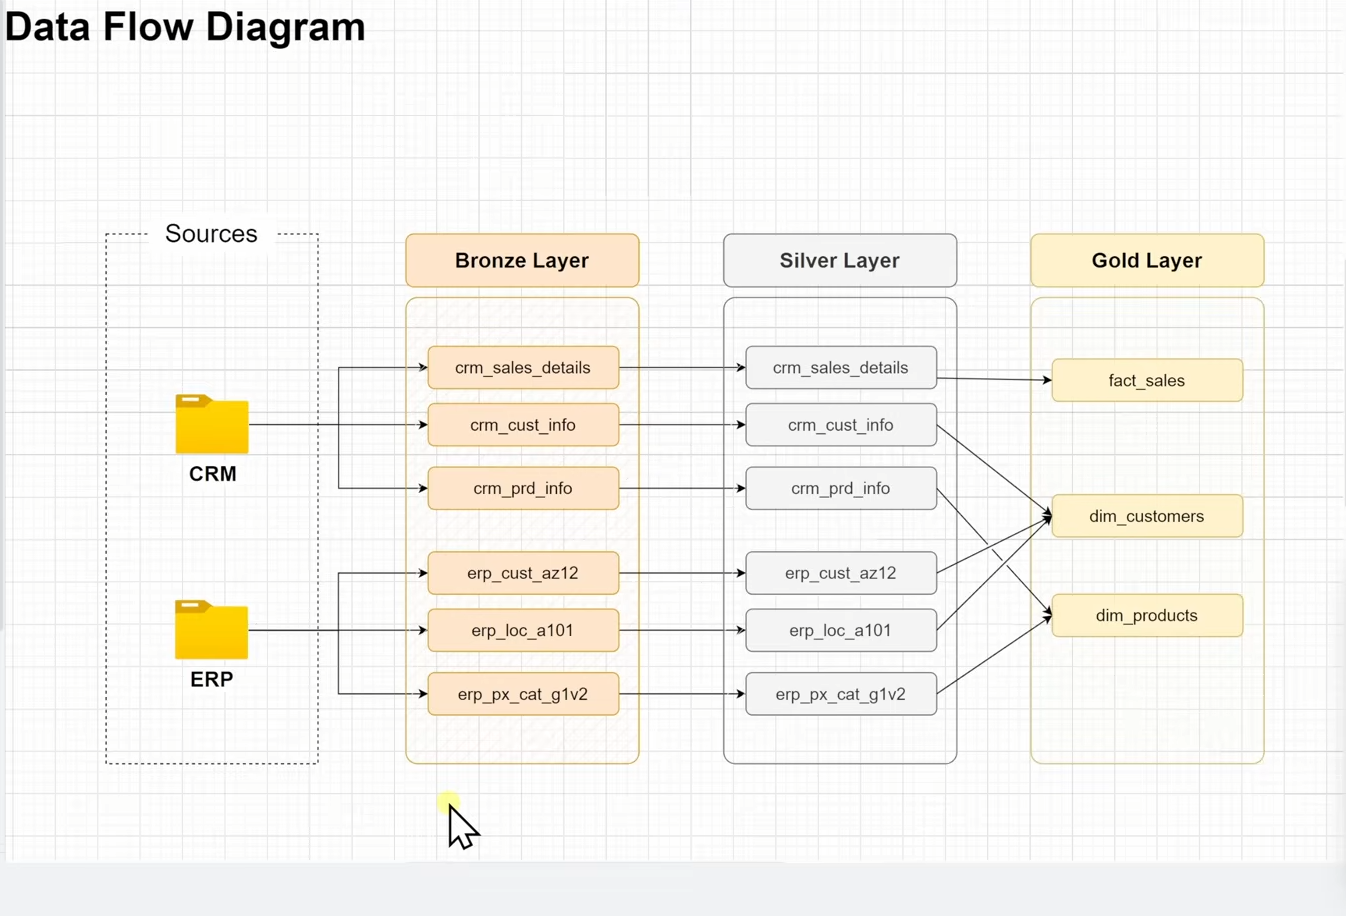 Data Flow Diagram
Sources
CRM
ERP
Bronze Layer
crm_sales_details
crm_cust_info
crm_prd_info
erp_cust_az12
erp_loc_a101
erp_px_cat_g1v2
Silver Layer
crm_sales_details
crm_cust_info
crm_prd_info
erp_cust_az12
erp_loc_a101
erp_px_cat_g1v2
Gold Layer
fact_sales
dim_customers
dim_products